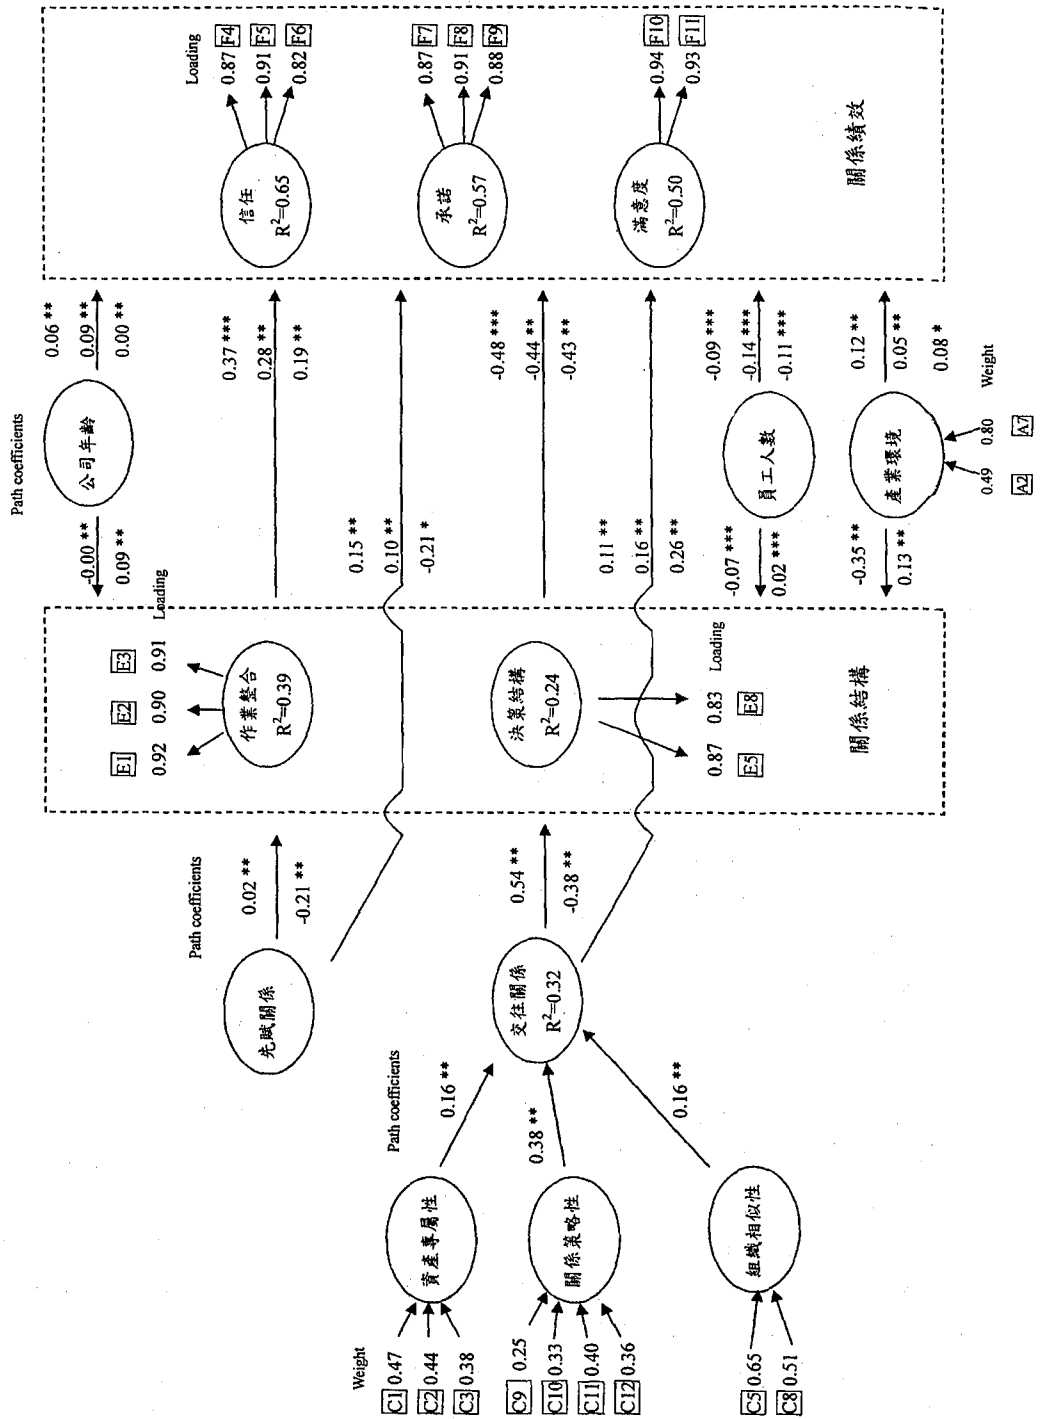 Weight
C1 0.47
C2 0.44
C3 0.38
C9 0.25
C10 0.33
C11 0.40
C12 0.36
C5 0.65
C8 0.51
資產專屬性
關係策略性
組織相似性
Path coefficients
0.16 **
0.38 **
0.16 **
先賦關係
交往關係
R²=0.32
Path coefficients
0.02 **
-0.21 **
0.54 **
-0.38 **
E1 E2 E3
0.92 0.90 0.91 Loading
作業整合
R²=0.39
決策結構
R²=0.24
0.87 0.83 Loading
E5 E8
關係結構
Path coefficients
公司年齡
-0.00 **
0.09 **
0.06 **
0.09 **
0.00 **
0.37 ***
0.28 **
0.19 **
0.15 **
0.10 **
-0.21 *
-0.48 ***
-0.44 **
-0.43 **
0.11 **
0.16 **
0.26 **
員工人數
-0.07 ***
0.02 ***
-0.09 ***
-0.14 ***
-0.11 ***
產業環境
-0.35 **
0.13 **
0.12 **
0.05 **
0.08 *
0.49 0.80 Weight
A2 A7
Loading
信任
R²=0.65
0.87 F4
0.91 F5
0.82 F6
承諾
R²=0.57
0.87 F7
0.91 F8
0.88 F9
滿意度
R²=0.50
0.94 F10
0.93 F11
關係績效